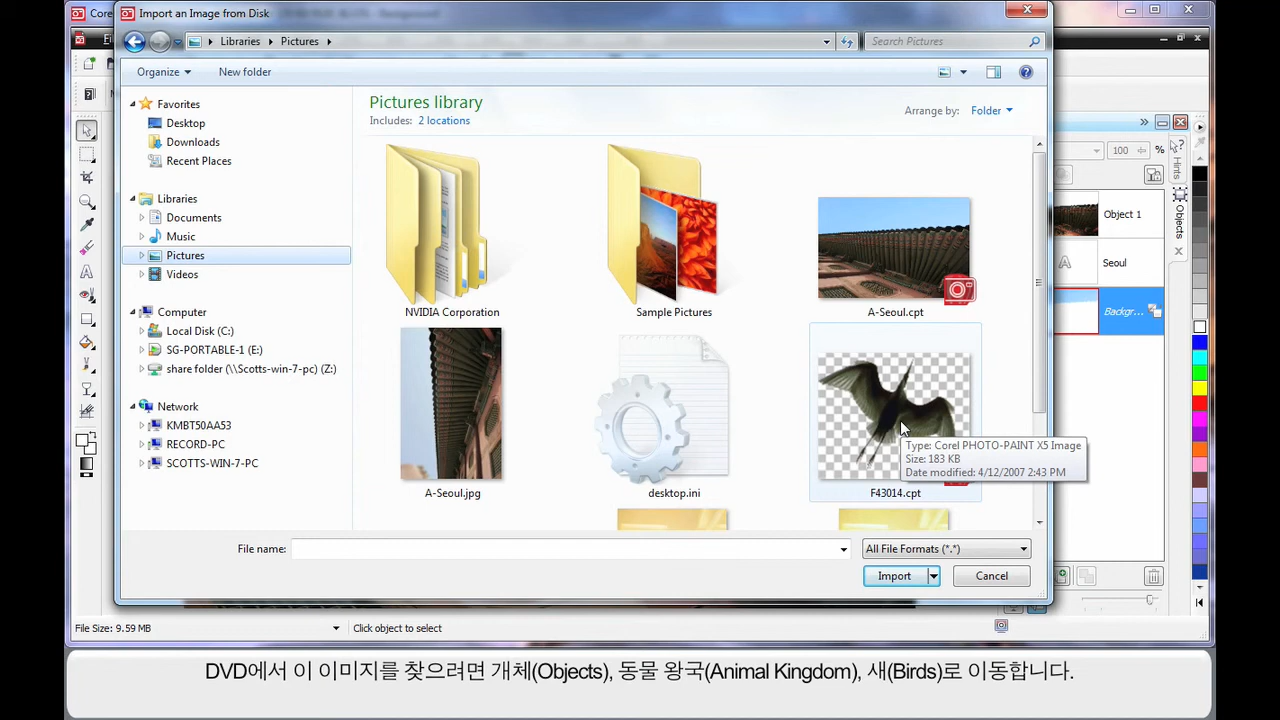 Core
Import an Image from Disk
Libraries
Pictures
Search Pictures
Organize
New folder
Pictures library
Includes: 2 locations
Arrange by: Folder
Favorites
Desktop
Downloads
Recent Places
Libraries
Documents
Music
Pictures
Videos
Computer
Local Disk (C:)
SG-PORTABLE-1 (E:)
share folder (\\Scotts-win-7-pc) (Z:)
Network
KMBT50AA53
RECORD-PC
SCOTTS-WIN-7-PC
NVIDIA Corporation
Sample Pictures
A-Seoul.cpt
A-Seoul.jpg
desktop.ini
F43014.cpt
Type: Corel PHOTO-PAINT X5 Image
Size: 183 KB
Date modified: 4/12/2007 2:43 PM
File name:
All File Formats (*.*)
Import
Cancel
100 %
Object 1
Seoul
Backgr...
Hints
Objects
File Size: 9.59 MB
Click object to select
DVD에서 이 이미지를 찾으려면 개체(Objects), 동물 왕국(Animal Kingdom), 새(Birds)로 이동합니다.